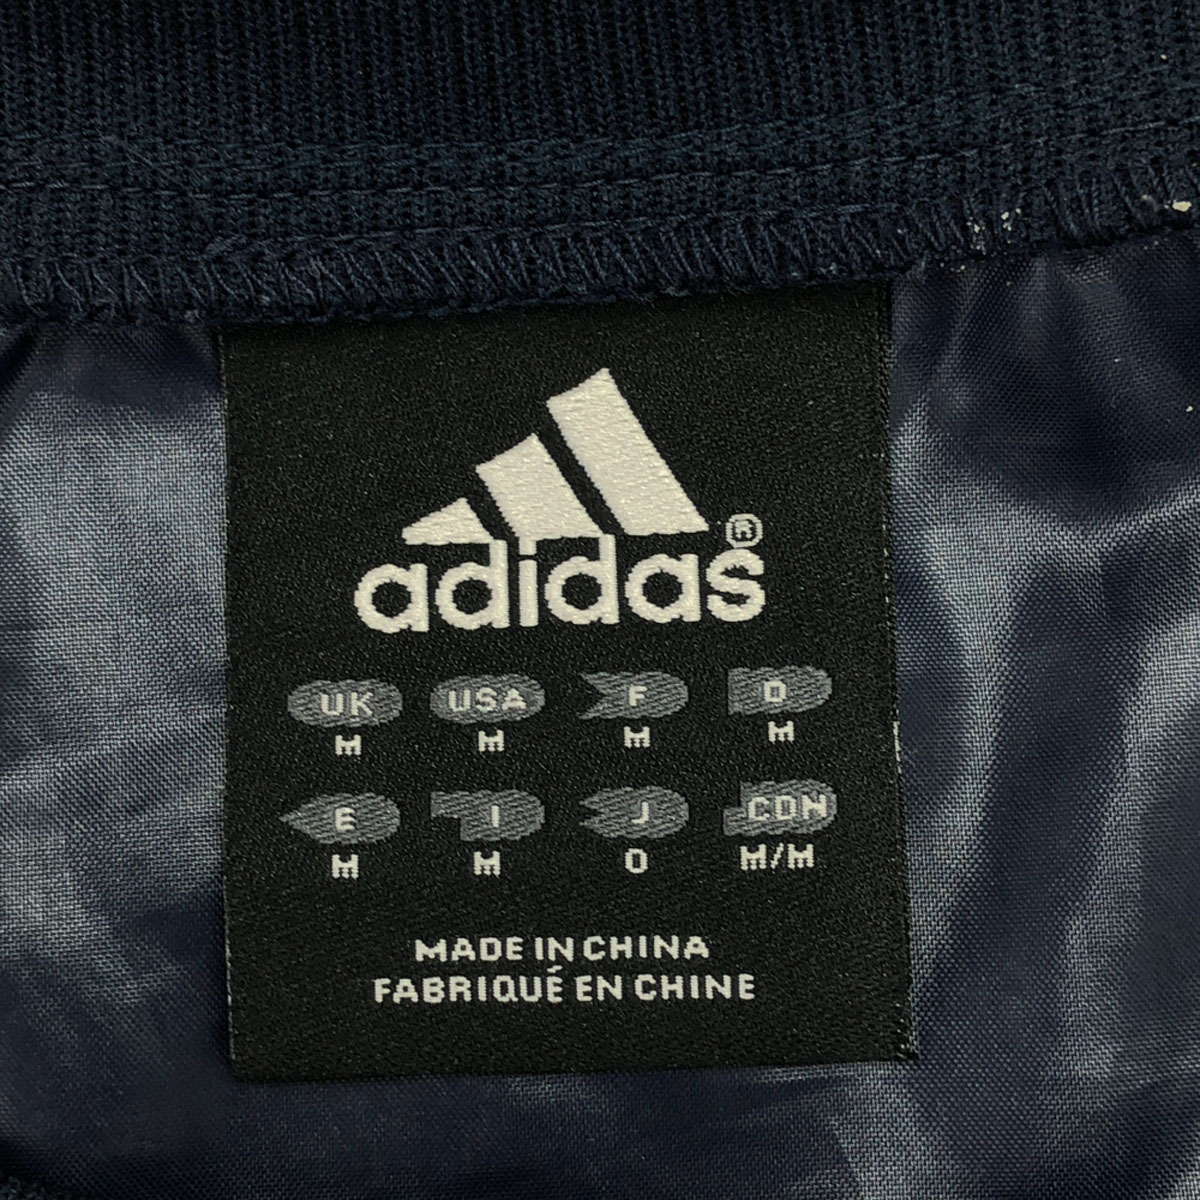 adidas®
UK USA F D
M M M M
E I J CDN
M M O M/M
MADE IN CHINA
FABRIQUÉ EN CHINE